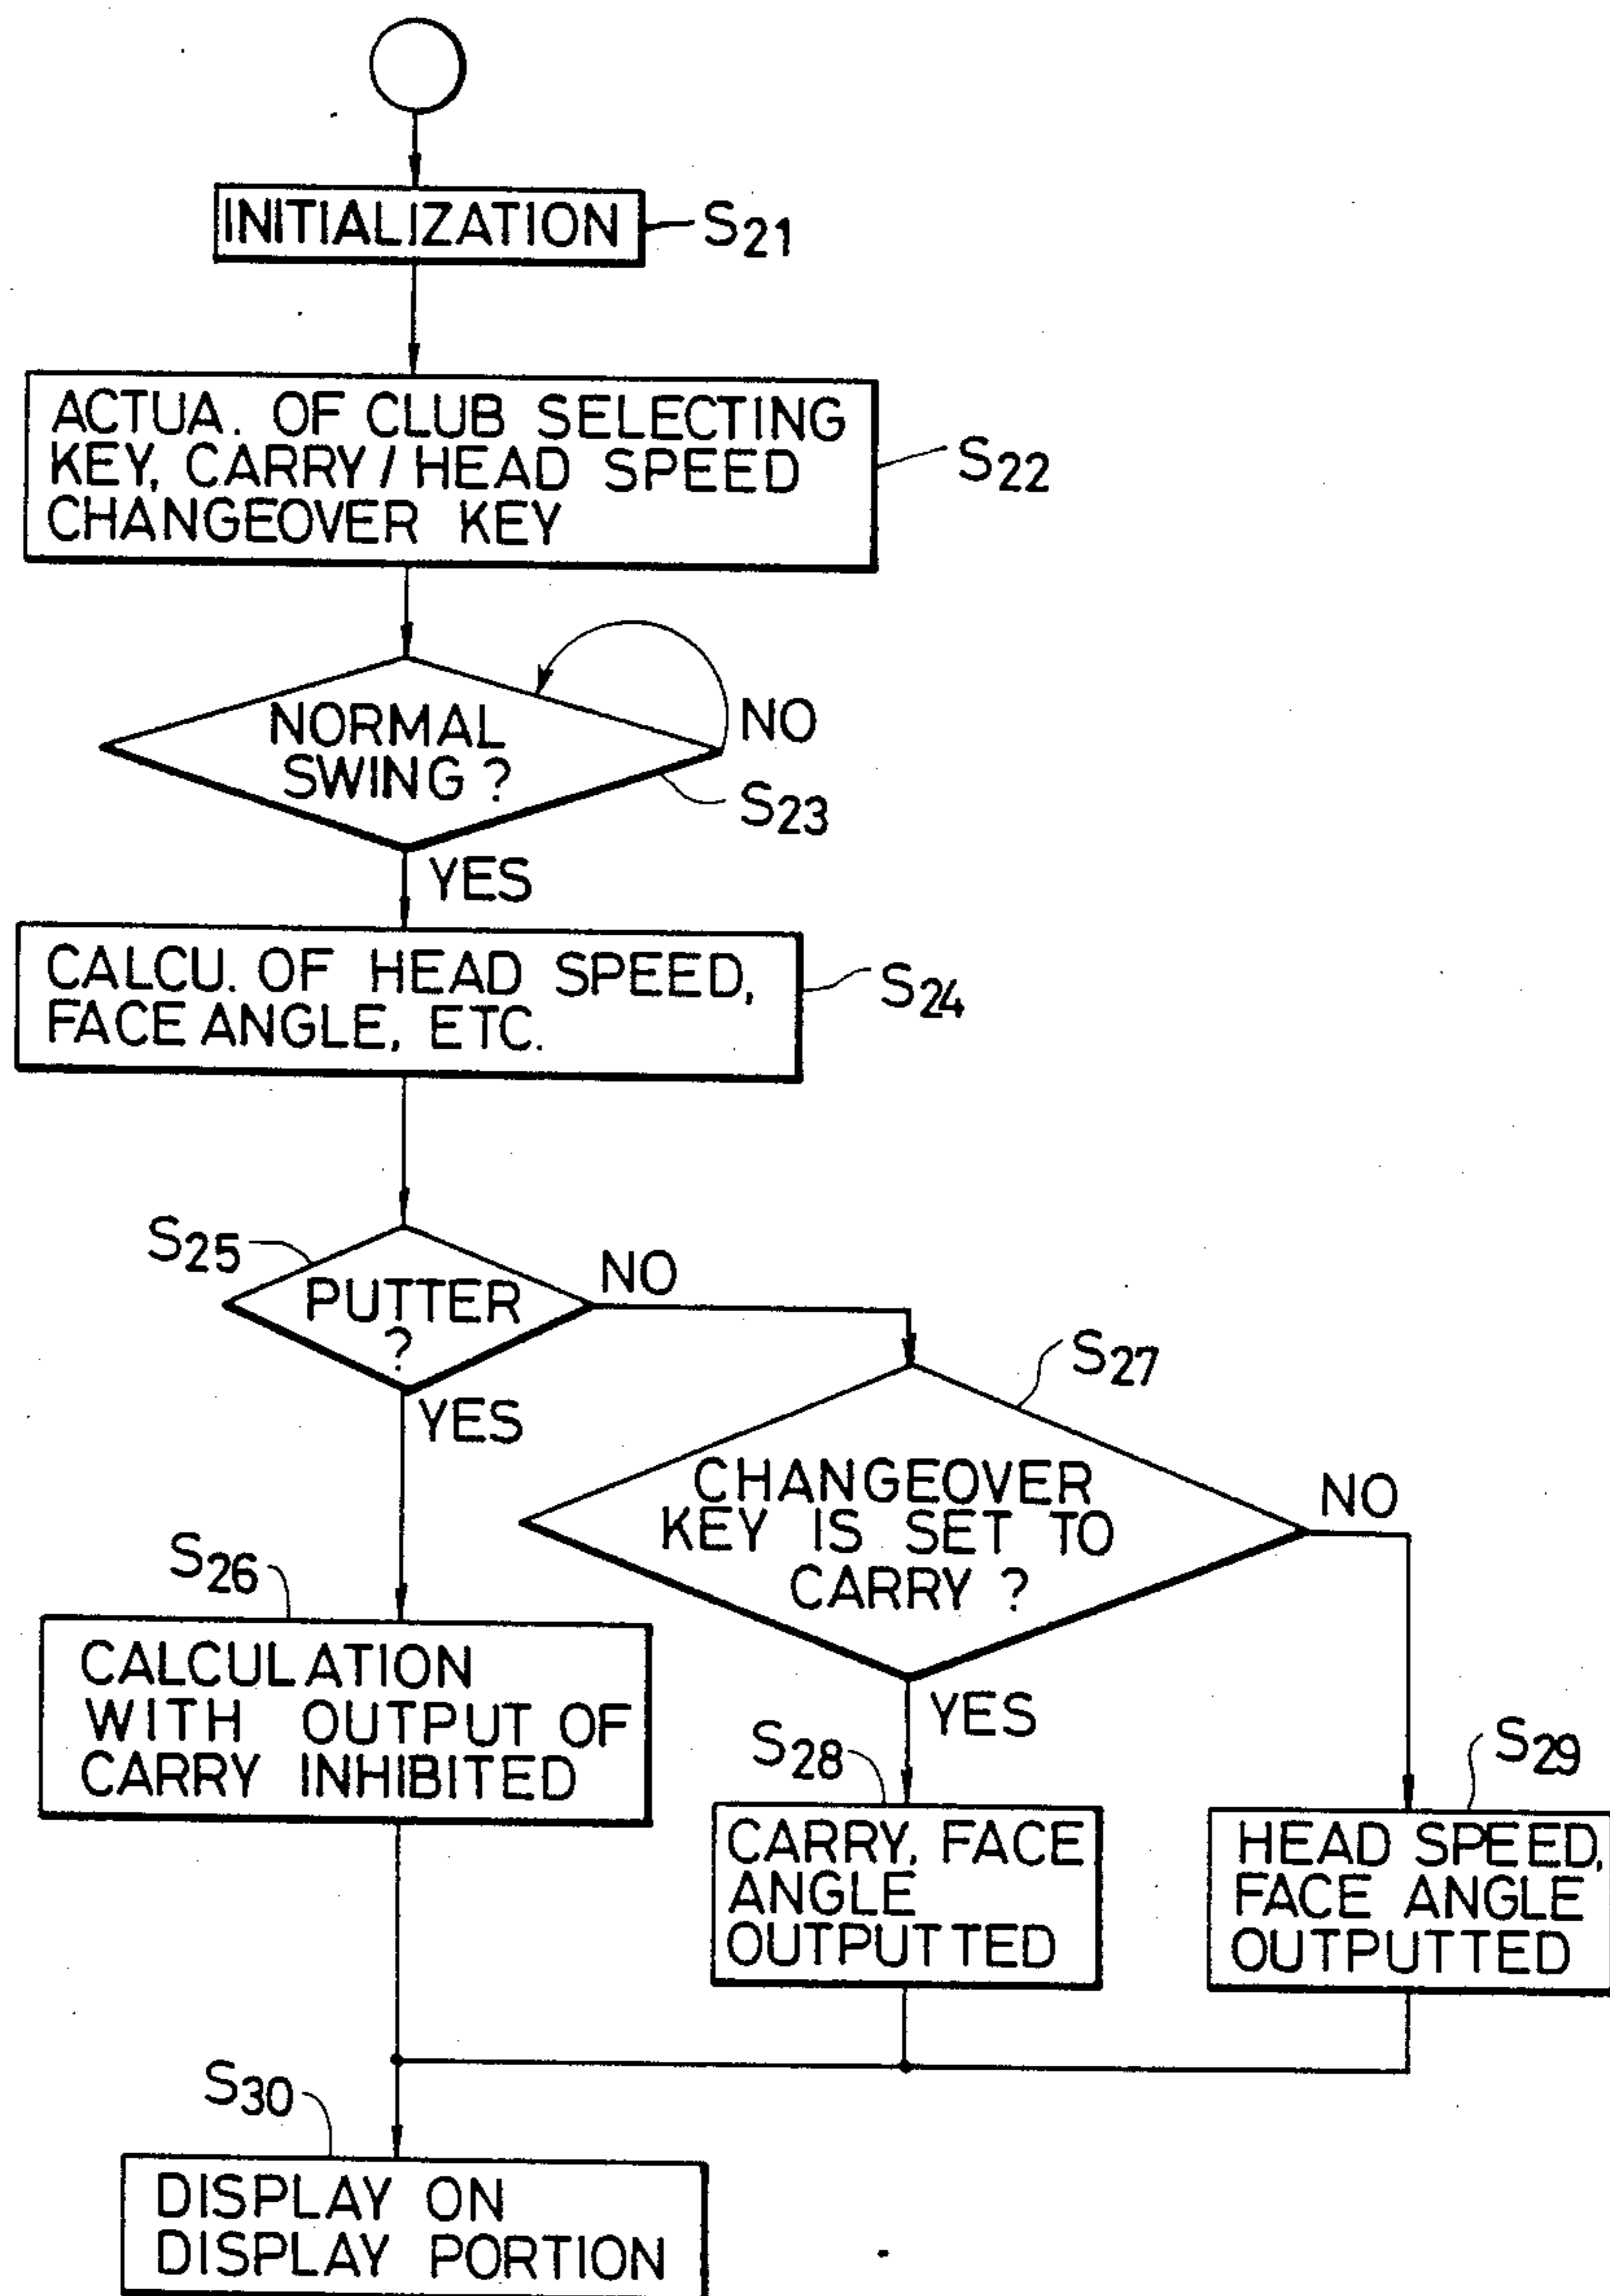 INITIALIZATION
S21
ACTUA. OF CLUB SELECTING
KEY, CARRY / HEAD SPEED
CHANGEOVER KEY
S22
NORMAL
SWING ?
NO
S23
YES
CALCU. OF HEAD SPEED,
FACE ANGLE, ETC.
S24
S25
PUTTER
?
NO
YES
S27
CHANGEOVER
KEY IS SET TO
CARRY ?
NO
YES
S26
CALCULATION
WITH OUTPUT OF
CARRY INHIBITED
S28
CARRY, FACE
ANGLE
OUTPUTTED
S29
HEAD SPEED,
FACE ANGLE
OUTPUTTED
S30
DISPLAY ON
DISPLAY PORTION